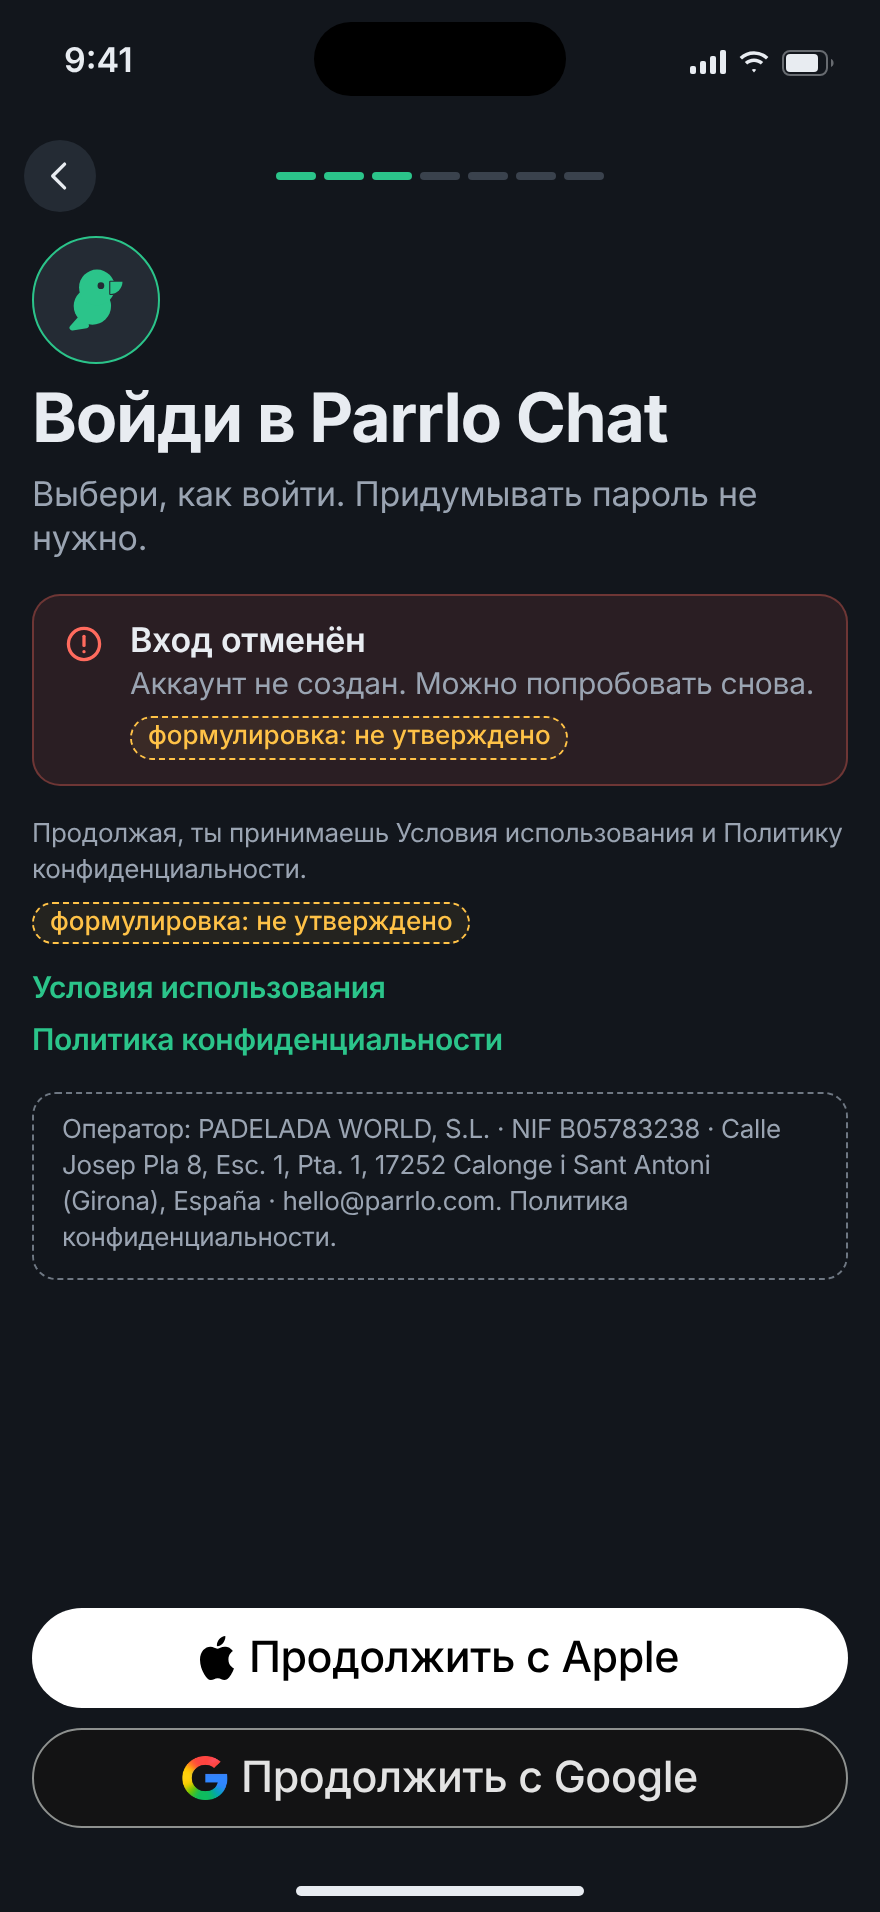 9:41
Войди в Parrlo Chat
Выбери, как войти. Придумывать пароль не
нужно.
Вход отменён
Аккаунт не создан. Можно попробовать снова.
формулировка: не утверждено
Продолжая, ты принимаешь Условия использования и Политику
конфиденциальности.
формулировка: не утверждено
Условия использования
Политика конфиденциальности
Оператор: PADELADA WORLD, S.L. · NIF B05783238 · Calle
Josep Pla 8, Esc. 1, Pta. 1, 17252 Calonge i Sant Antoni
(Girona), España · hello@parrlo.com. Политика
конфиденциальности.
Продолжить с Apple
Продолжить с Google